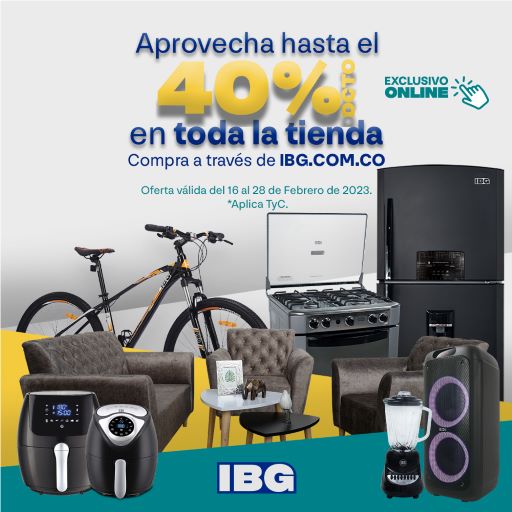 Aprovecha hasta el
40% DCTO
EXCLUSIVO
ONLINE
en toda la tienda
Compra a través de IBG.COM.CO
Oferta válida del 16 al 28 de Febrero de 2023.
*Aplica TyC.
IBG
IBG